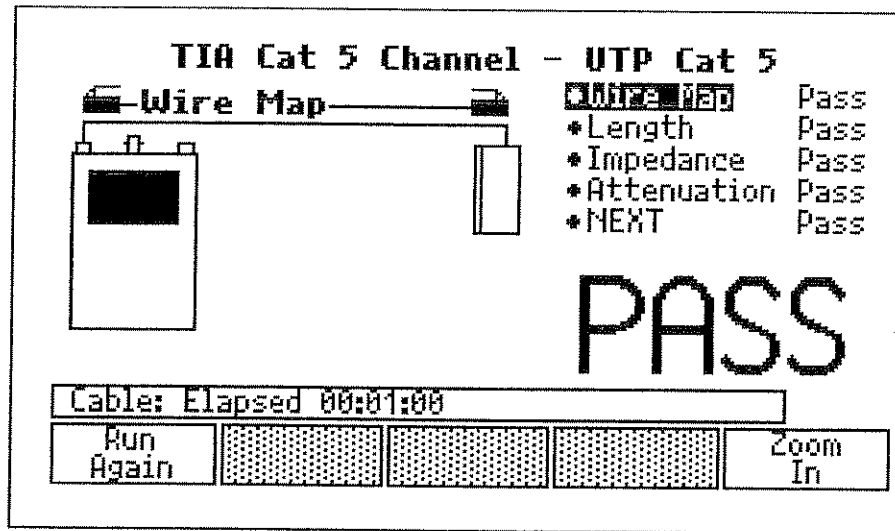 TIA Cat 5 Channel - UTP Cat 5
Wire Map
Wire Map Pass
Length Pass
Impedance Pass
Attenuation Pass
NEXT Pass
PASS
Cable: Elapsed 00:01:00
Run
Again
Zoom
In